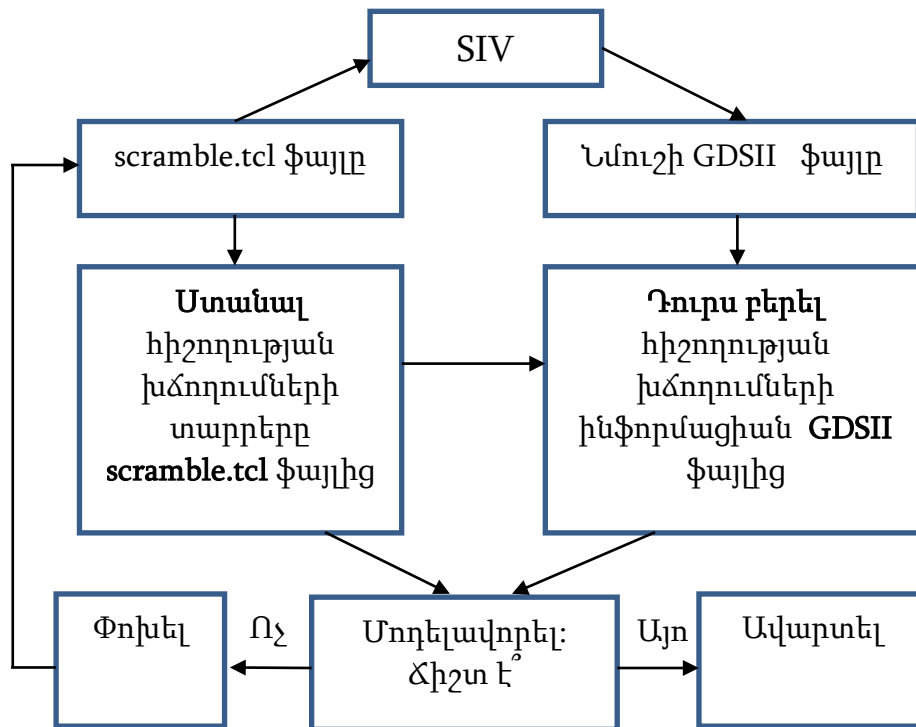 SIV
scramble.tcl ֆայլը
Նմուշի GDSII ֆայլը
Ստանալ
հիշողության
խճողումների
տարրերը
scramble.tcl ֆայլից
Դուրս բերել
հիշողության
խճողումների
ինֆորմացիան GDSII
ֆայլից
Փոխել
Ոչ
Մոդելավորել:
Ճիշտ է՞
Այո
Ավարտել